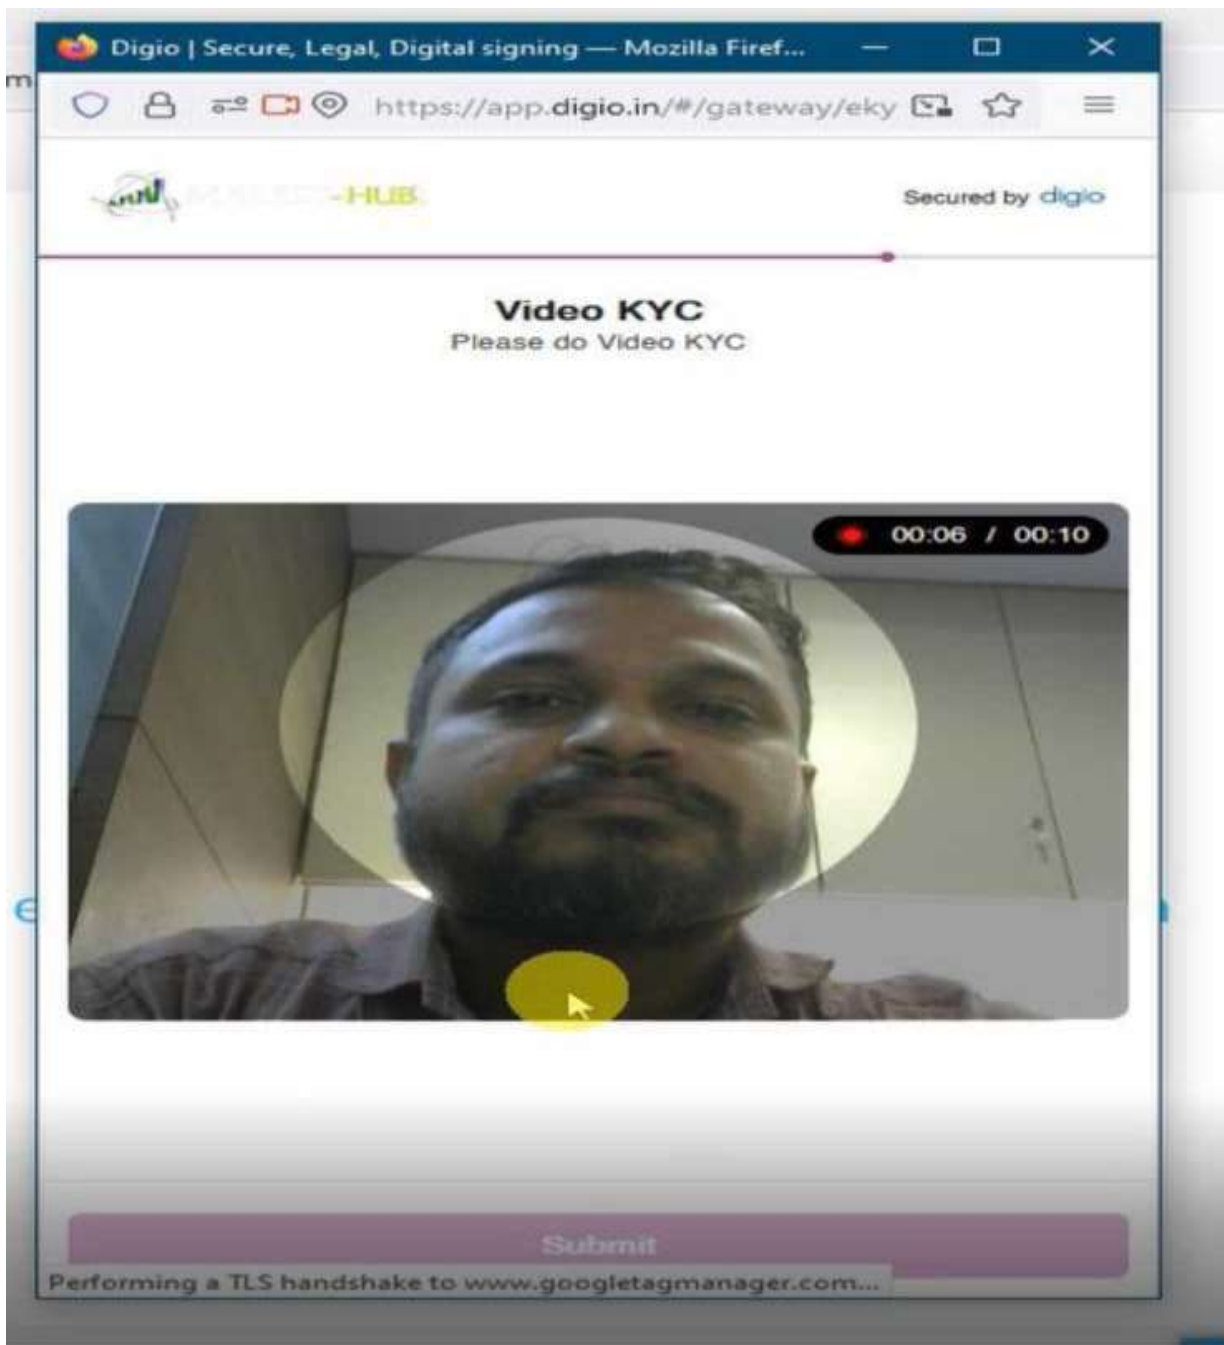 Digio | Secure, Legal, Digital signing — Mozilla Firef...
https://app.digio.in/#/gateway/eky
-HUB
Secured by digio
Video KYC
Please do Video KYC
00:06 / 00:10
Submit
Performing a TLS handshake to www.googletagmanager.com...